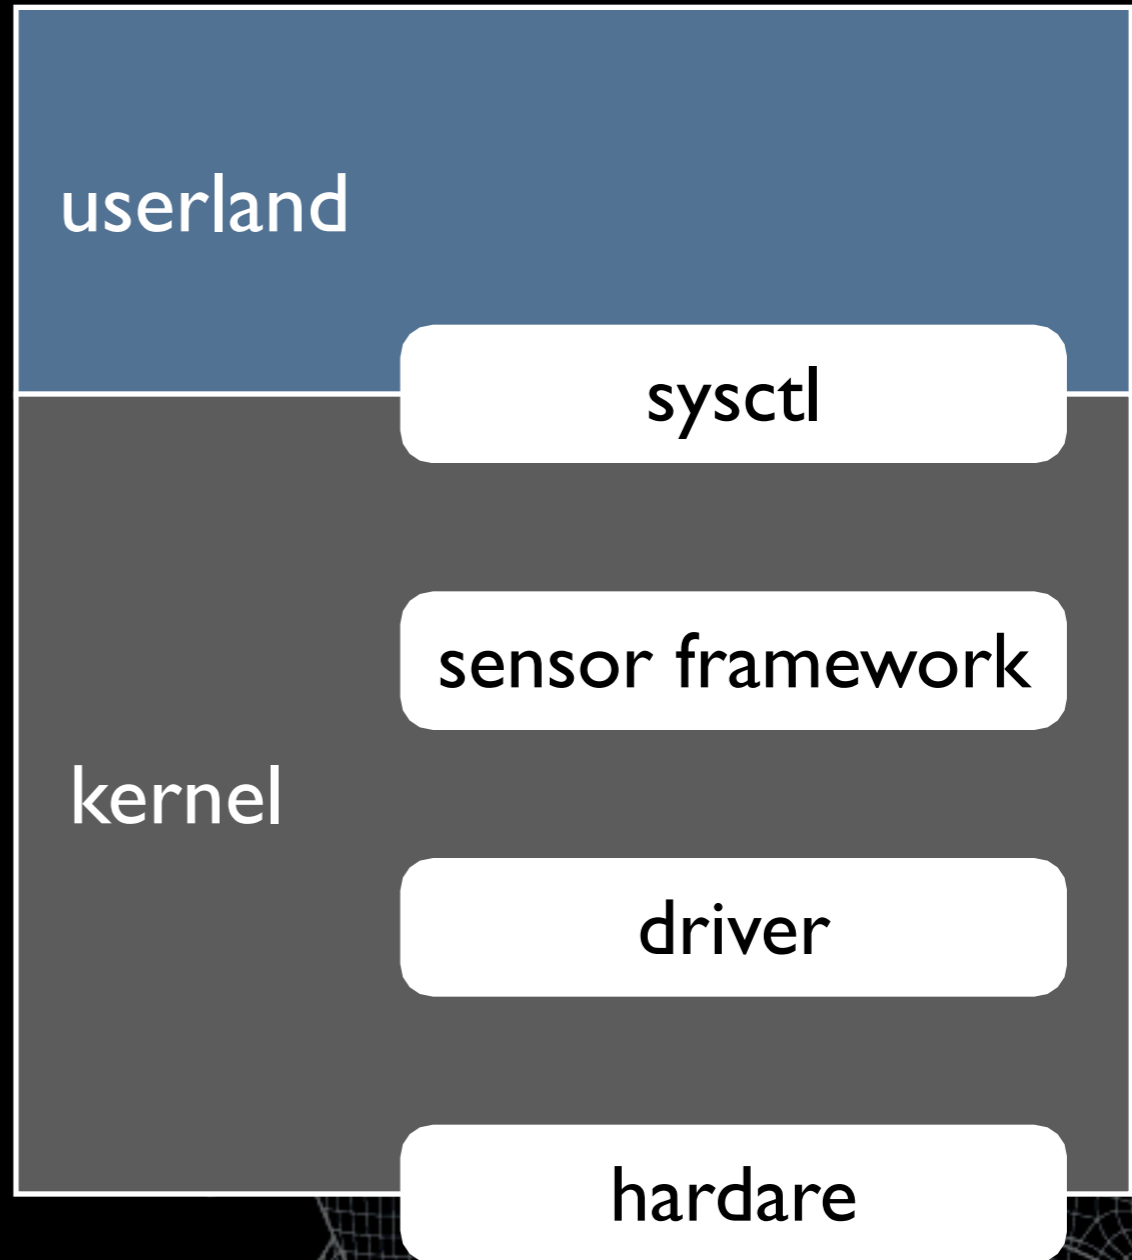 userland
sysctl
sensor framework
kernel
driver
hardare